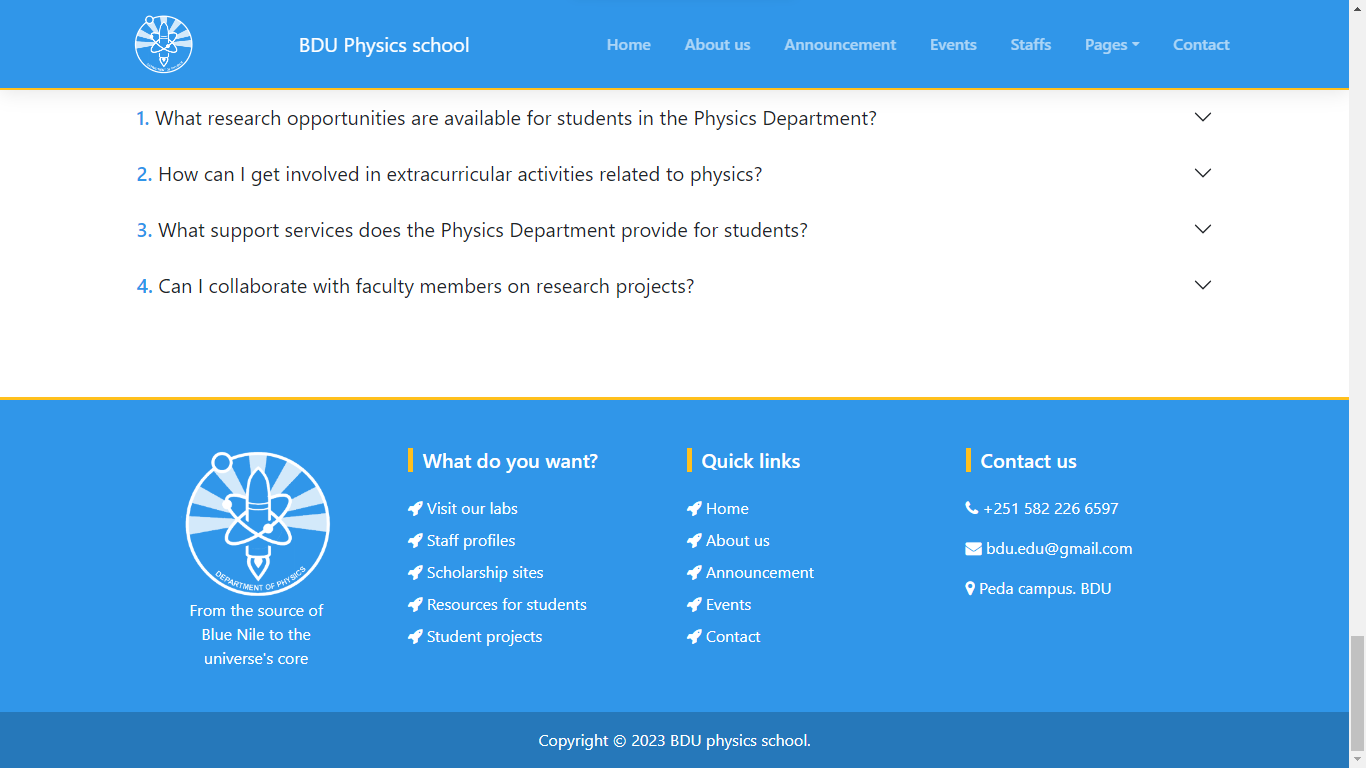 BDU Physics school
Home About us Announcement Events Staffs Pages Contact
1. What research opportunities are available for students in the Physics Department?
2. How can I get involved in extracurricular activities related to physics?
3. What support services does the Physics Department provide for students?
4. Can I collaborate with faculty members on research projects?
DEPARTMENT OF PHYSICS
From the source of
Blue Nile to the
universe's core
What do you want?
Visit our labs
Staff profiles
Scholarship sites
Resources for students
Student projects
Quick links
Home
About us
Announcement
Events
Contact
Contact us
+251 582 226 6597
bdu.edu@gmail.com
Peda campus. BDU
Copyright © 2023 BDU physics school.